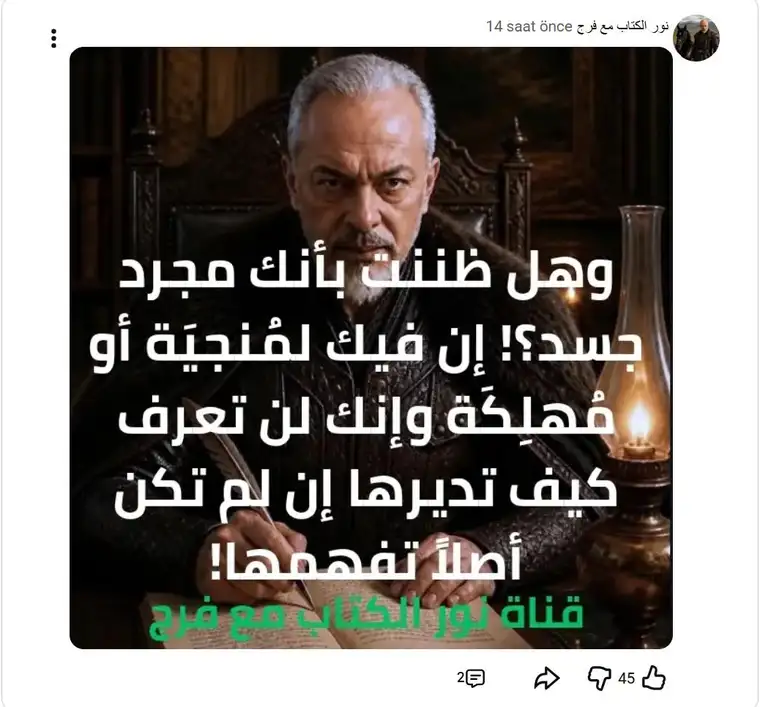 نور الكتاب مع فرج 14 saat önce
وهل ظننت بأنك مجرد
جسد؟! إن فيك لمُنجيَة أو
مُهلِكَة وإنك لن تعرف
كيف تديرها إن لم تكن
أصلاً تفهمها!
قناة نور الكتاب مع فرج
45
2